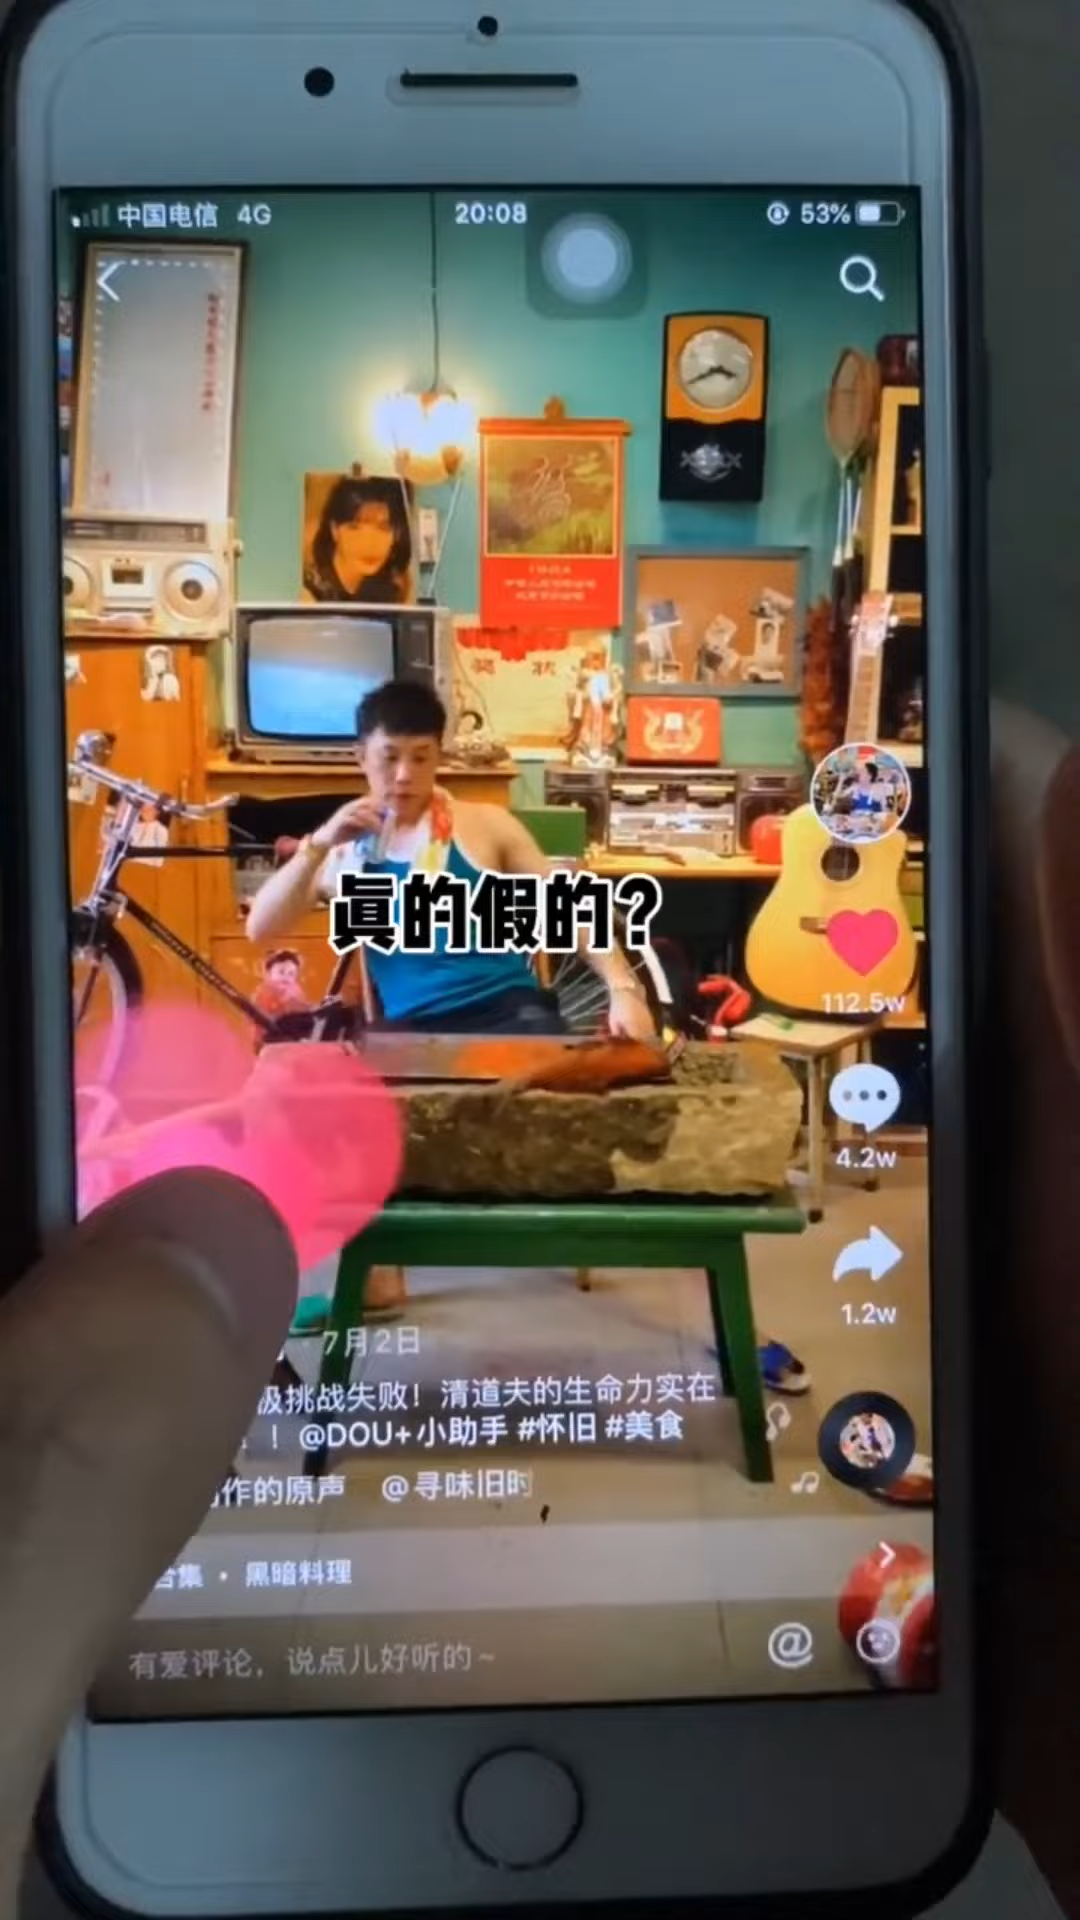 中国电信 4G 20:08 53%
奖 状
真的假的?
112.5w
4.2w
1.2w
7月2日
级挑战失败!清道夫的生命力实在
!@DOU+小助手 #怀旧 #美食
作的原声 @寻味旧时
合集 · 黑暗料理
有爱评论,说点儿好听的~